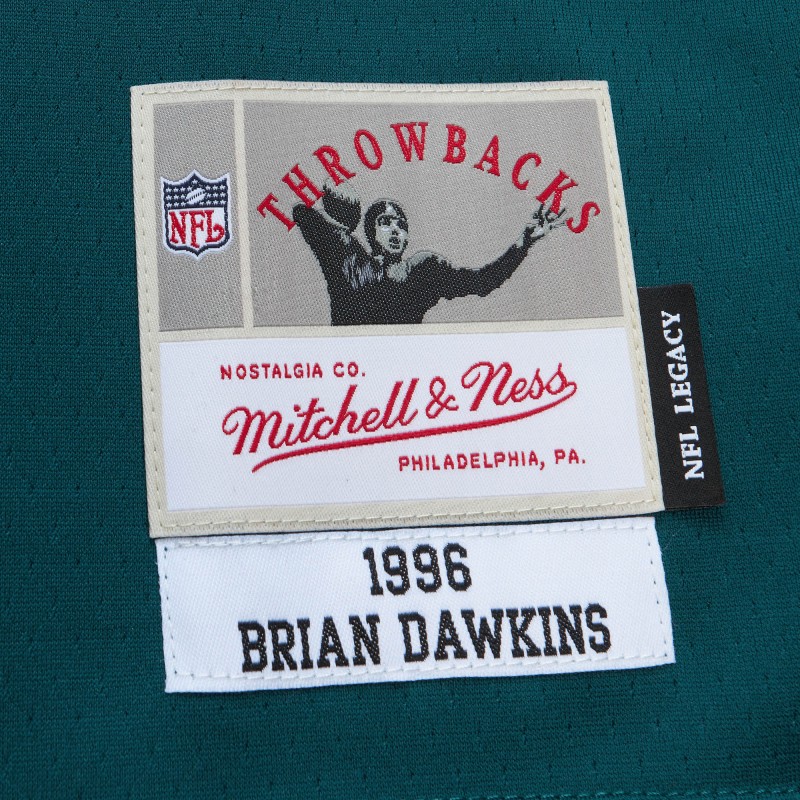 THROWBACKS
NFL
NOSTALGIA CO.
Mitchell & Ness
PHILADELPHIA, PA.
NFL LEGACY
1996
BRIAN DAWKINS